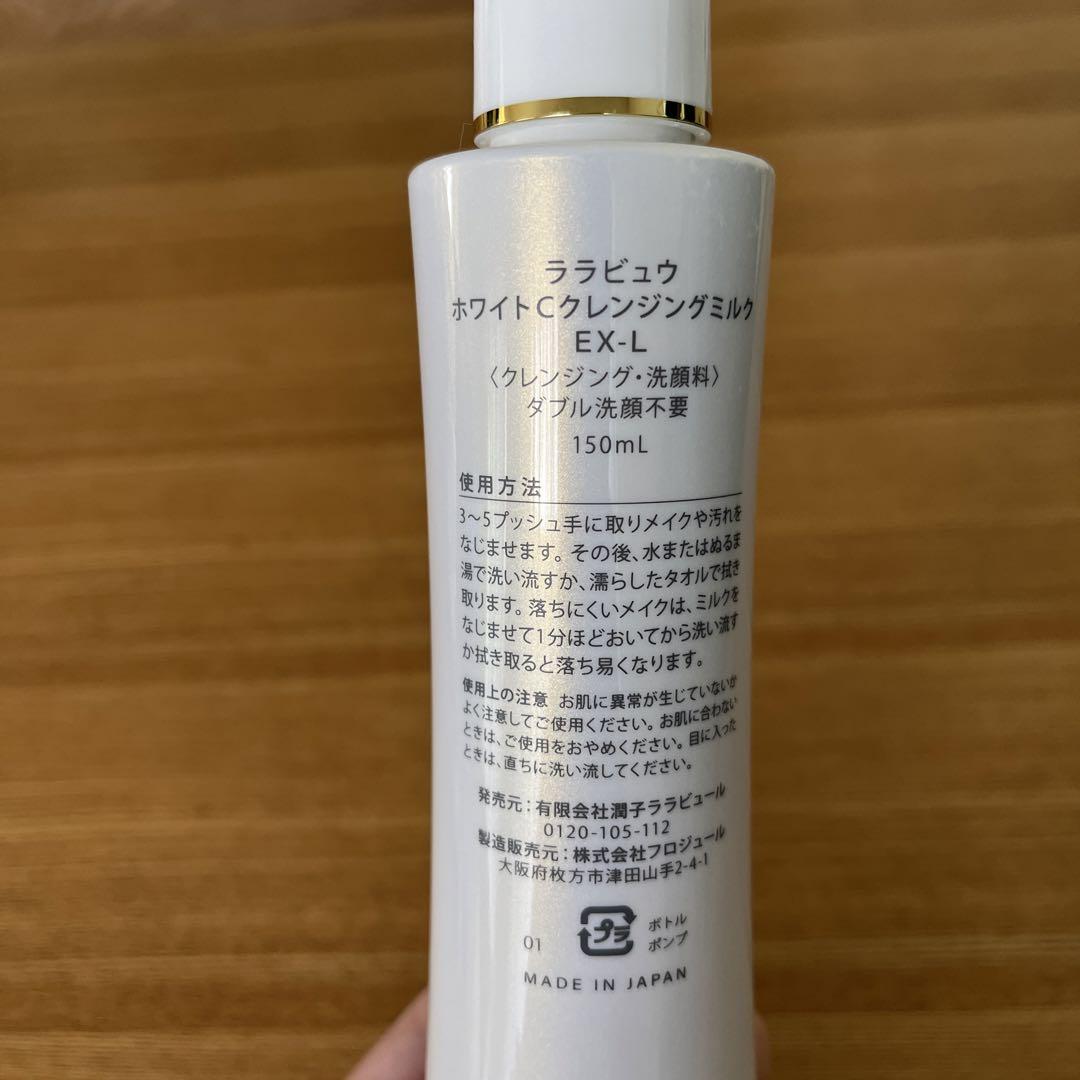 ララビュウ
ホワイトCクレンジングミルク
EX-L
〈クレンジング・洗顔料〉
ダブル洗顔不要
150mL
使用方法
3～5プッシュ手に取りメイクや汚れを
なじませます。その後、水またはぬるま
湯で洗い流すか、濡らしたタオルで拭き
取ります。落ちにくいメイクは、ミルクを
なじませて1分ほどおいてから洗い流す
か拭き取ると落ち易くなります。
使用上の注意 お肌に異常が生じていないか
よく注意してご使用ください。お肌に合わない
ときは、ご使用をおやめください。目に入った
ときは、直ちに洗い流してください。
発売元：有限会社潤子ララビュール
0120-105-112
製造販売元：株式会社フロジュール
大阪府枚方市津田山手2-4-1
01 プラ ボトル
ポンプ
MADE IN JAPAN